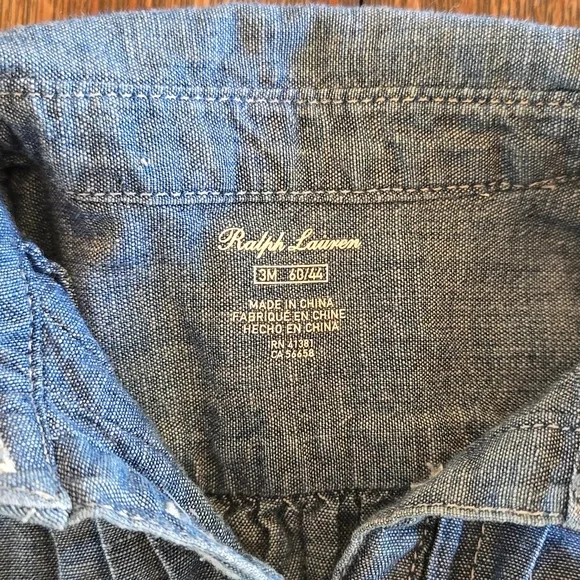 Ralph Lauren
3M 60/44
MADE IN CHINA
FABRIQUÉ EN CHINE
HECHO EN CHINA
RN 41381
CA 56658